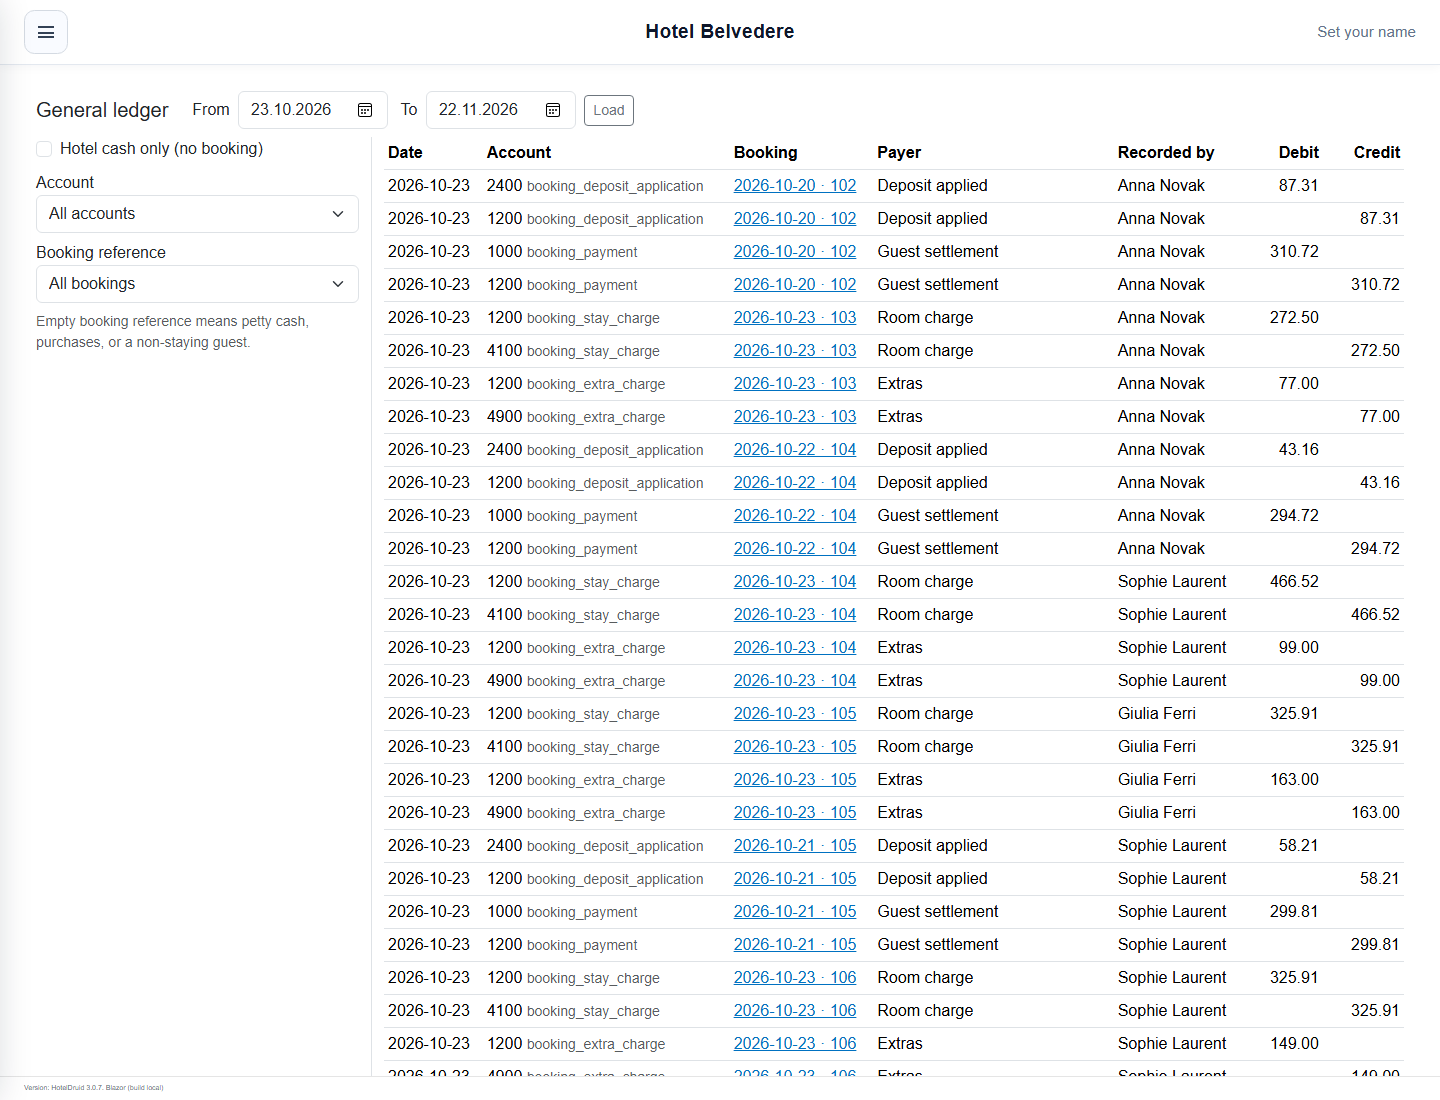 Hotel Belvedere
Set your name
General ledger From 23.10.2026 To 22.11.2026 Load
Hotel cash only (no booking)
Account
All accounts
Booking reference
All bookings
Empty booking reference means petty cash,
purchases, or a non-staying guest.
Date Account Booking Payer Recorded by Debit Credit
2026-10-23 2400 booking_deposit_application 2026-10-20 · 102 Deposit applied Anna Novak 87.31
2026-10-23 1200 booking_deposit_application 2026-10-20 · 102 Deposit applied Anna Novak 87.31
2026-10-23 1000 booking_payment 2026-10-20 · 102 Guest settlement Anna Novak 310.72
2026-10-23 1200 booking_payment 2026-10-20 · 102 Guest settlement Anna Novak 310.72
2026-10-23 1200 booking_stay_charge 2026-10-23 · 103 Room charge Anna Novak 272.50
2026-10-23 4100 booking_stay_charge 2026-10-23 · 103 Room charge Anna Novak 272.50
2026-10-23 1200 booking_extra_charge 2026-10-23 · 103 Extras Anna Novak 77.00
2026-10-23 4900 booking_extra_charge 2026-10-23 · 103 Extras Anna Novak 77.00
2026-10-23 2400 booking_deposit_application 2026-10-22 · 104 Deposit applied Anna Novak 43.16
2026-10-23 1200 booking_deposit_application 2026-10-22 · 104 Deposit applied Anna Novak 43.16
2026-10-23 1000 booking_payment 2026-10-22 · 104 Guest settlement Anna Novak 294.72
2026-10-23 1200 booking_payment 2026-10-22 · 104 Guest settlement Anna Novak 294.72
2026-10-23 1200 booking_stay_charge 2026-10-23 · 104 Room charge Sophie Laurent 466.52
2026-10-23 4100 booking_stay_charge 2026-10-23 · 104 Room charge Sophie Laurent 466.52
2026-10-23 1200 booking_extra_charge 2026-10-23 · 104 Extras Sophie Laurent 99.00
2026-10-23 4900 booking_extra_charge 2026-10-23 · 104 Extras Sophie Laurent 99.00
2026-10-23 1200 booking_stay_charge 2026-10-23 · 105 Room charge Giulia Ferri 325.91
2026-10-23 4100 booking_stay_charge 2026-10-23 · 105 Room charge Giulia Ferri 325.91
2026-10-23 1200 booking_extra_charge 2026-10-23 · 105 Extras Giulia Ferri 163.00
2026-10-23 4900 booking_extra_charge 2026-10-23 · 105 Extras Giulia Ferri 163.00
2026-10-23 2400 booking_deposit_application 2026-10-21 · 105 Deposit applied Sophie Laurent 58.21
2026-10-23 1200 booking_deposit_application 2026-10-21 · 105 Deposit applied Sophie Laurent 58.21
2026-10-23 1000 booking_payment 2026-10-21 · 105 Guest settlement Sophie Laurent 299.81
2026-10-23 1200 booking_payment 2026-10-21 · 105 Guest settlement Sophie Laurent 299.81
2026-10-23 1200 booking_stay_charge 2026-10-23 · 106 Room charge Sophie Laurent 325.91
2026-10-23 4100 booking_stay_charge 2026-10-23 · 106 Room charge Sophie Laurent 325.91
2026-10-23 1200 booking_extra_charge 2026-10-23 · 106 Extras Sophie Laurent 149.00
2026-10-23 4900 booking_extra_charge 2026-10-23 · 106 Extras Sophie Laurent 149.00
Version: HotelDruid 3.0.7. Blazor (build local)